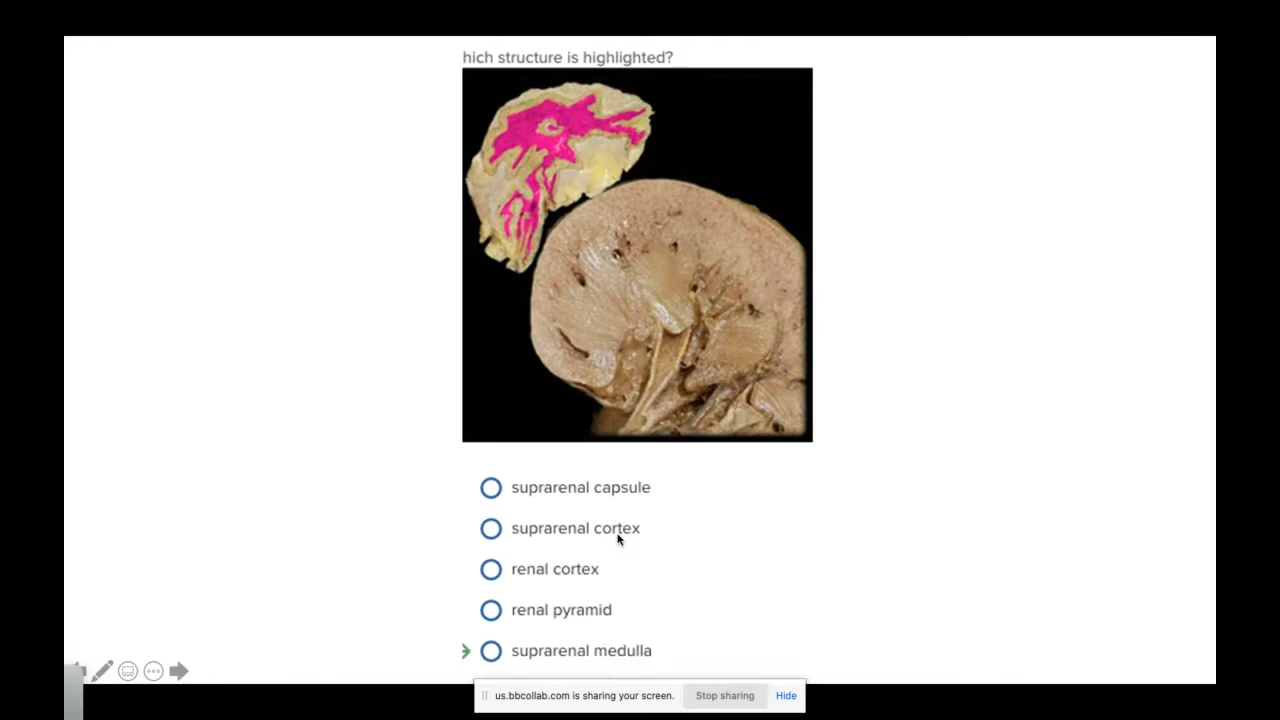 hich structure is highlighted?
suprarenal capsule
suprarenal cortex
renal cortex
renal pyramid
suprarenal medulla
us.bbcollab.com is sharing your screen. Stop sharing Hide